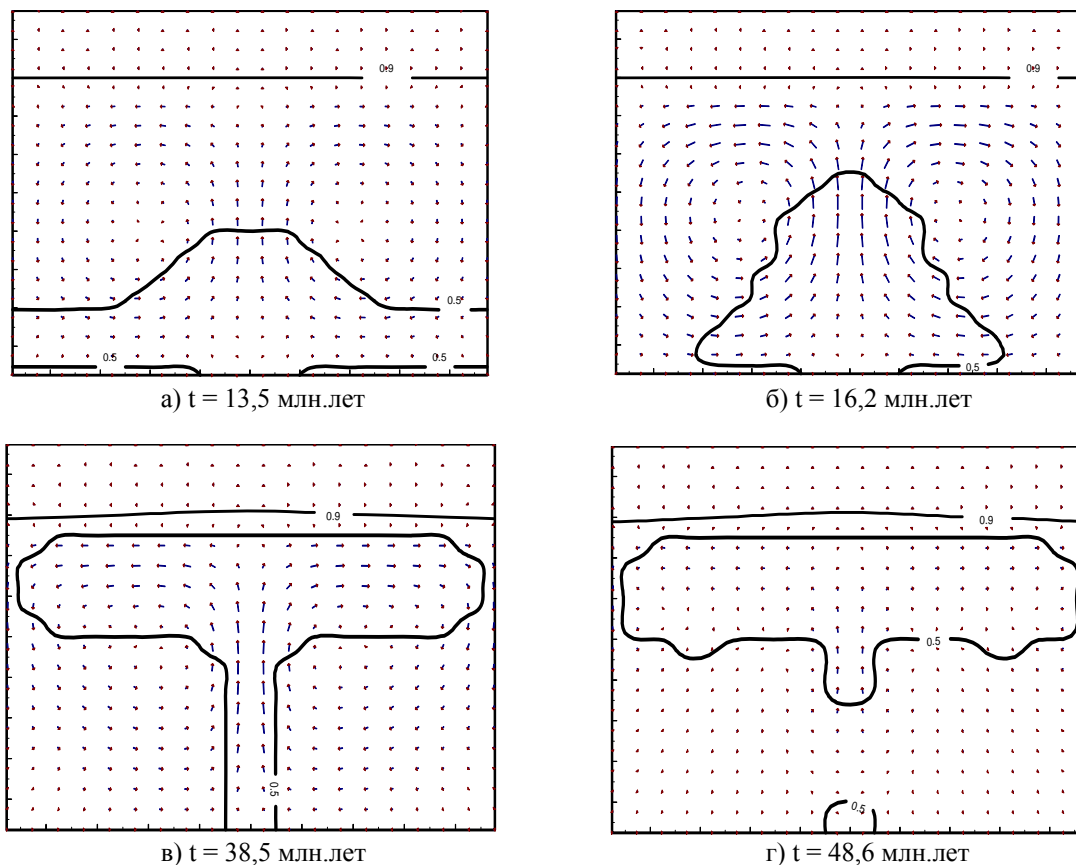 0.9
0.9
0.5
0.5
0.5
0.5
а) t = 13,5 млн.лет
б) t = 16,2 млн.лет
0.9
0.9
0.5
0.5
0.5
в) t = 38,5 млн.лет
г) t = 48,6 млн.лет